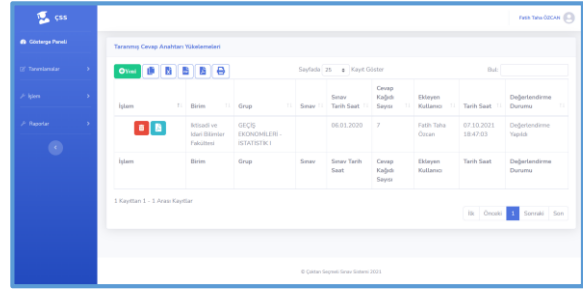 ÇSS
Fatih Taha ÖZCAN
Gösterge Paneli
Tanımlamalar
İşlem
Raporlar
Taranmış Cevap Anahtarı Yüklemeleri
Yeni
Sayfada 25 Kayıt Göster
Bul:
İşlem Birim Grup Sınav Sınav Tarih Saat Cevap Kağıdı Sayısı Ekleyen Kullanıcı Tarih Saat Değerlendirme Durumu
İktisadi ve İdari Bilimler Fakültesi GEÇİŞ EKONOMİLERİ - İSTATİSTİK I 06.01.2020 7 Fatih Taha Özcan 07.10.2021 18:47:03 Değerlendirme Yapıldı
İşlem Birim Grup Sınav Sınav Tarih Saat Cevap Kağıdı Sayısı Ekleyen Kullanıcı Tarih Saat Değerlendirme Durumu
1 Kayıttan 1 - 1 Arası Kayıtlar
İlk Önceki 1 Sonraki Son
© Çoktan Seçmeli Sınav Sistemi 2021